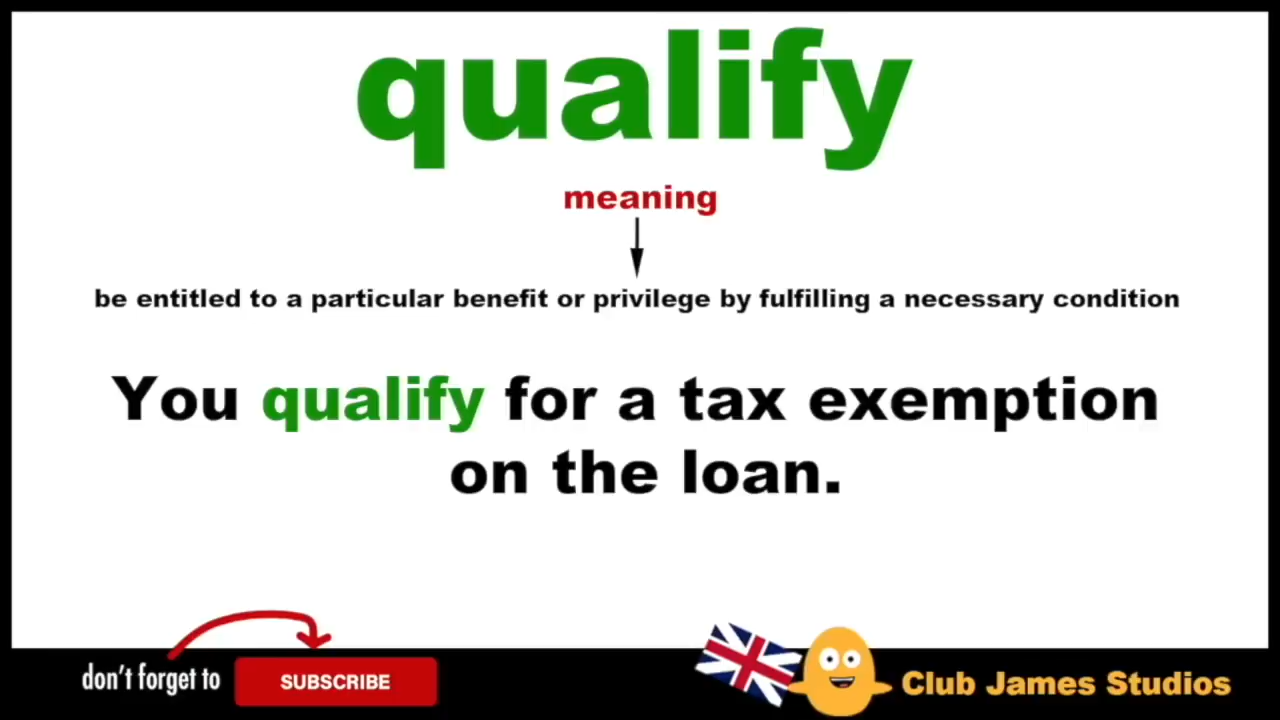 qualify
meaning
be entitled to a particular benefit or privilege by fulfilling a necessary condition
You qualify for a tax exemption
on the loan.
don't forget to SUBSCRIBE
Club James Studios